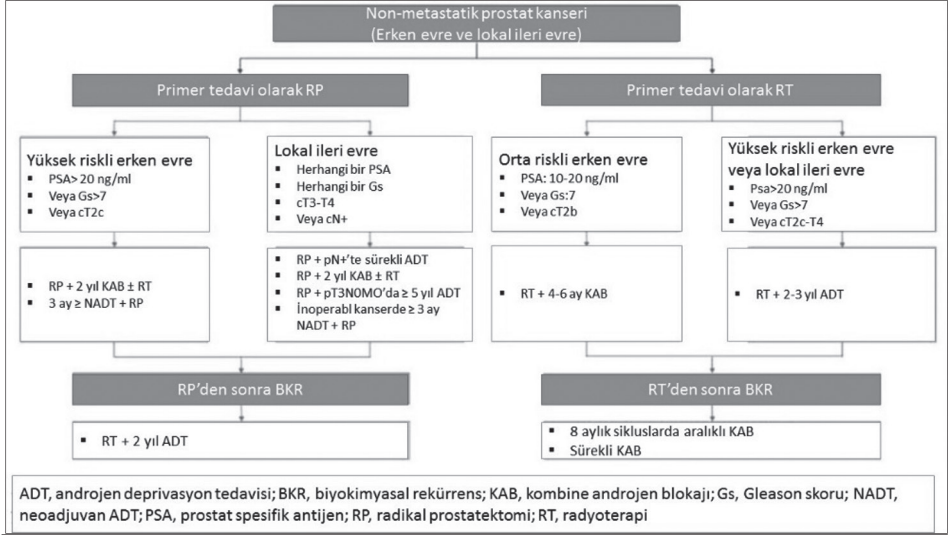 Non-metastatik prostat kanseri
(Erken evre ve lokal ileri evre)
Primer tedavi olarak RP
Primer tedavi olarak RT
Yüksek riskli erken evre
▪ PSA> 20 ng/ml
▪ Veya Gs>7
▪ Veya cT2c
Lokal ileri evre
▪ Herhangi bir PSA
▪ Herhangi bir Gs
▪ cT3-T4
▪ Veya cN+
Orta riskli erken evre
▪ PSA: 10-20 ng/ml
▪ Veya Gs:7
▪ Veya cT2b
Yüksek riskli erken evre
veya lokal ileri evre
▪ Psa>20 ng/ml
▪ Veya Gs>7
▪ Veya cT2c-T4
▪ RP + 2 yıl KAB ± RT
▪ 3 ay ≥ NADT + RP
▪ RP + pN+'te sürekli ADT
▪ RP + 2 yıl KAB ± RT
▪ RP + pT3N0MO'da ≥ 5 yıl ADT
▪ İnoperabl kanserde ≥ 3 ay
NADT + RP
▪ RT + 4-6 ay KAB
▪ RT + 2-3 yıl ADT
RP'den sonra BKR
RT'den sonra BKR
▪ RT + 2 yıl ADT
▪ 8 aylık sikluslarda aralıklı KAB
▪ Sürekli KAB
ADT, androjen deprivasyon tedavisi; BKR, biyokimyasal rekürrens; KAB, kombine androjen blokajı; Gs, Gleason skoru; NADT,
neoadjuvan ADT; PSA, prostat spesifik antijen; RP, radikal prostatektomi; RT, radyoterapi